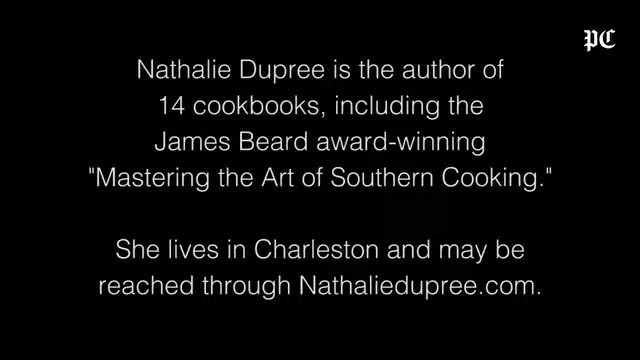 PC
Nathalie Dupree is the author of
14 cookbooks, including the
James Beard award-winning
"Mastering the Art of Southern Cooking."
She lives in Charleston and may be
reached through Nathaliedupree.com.